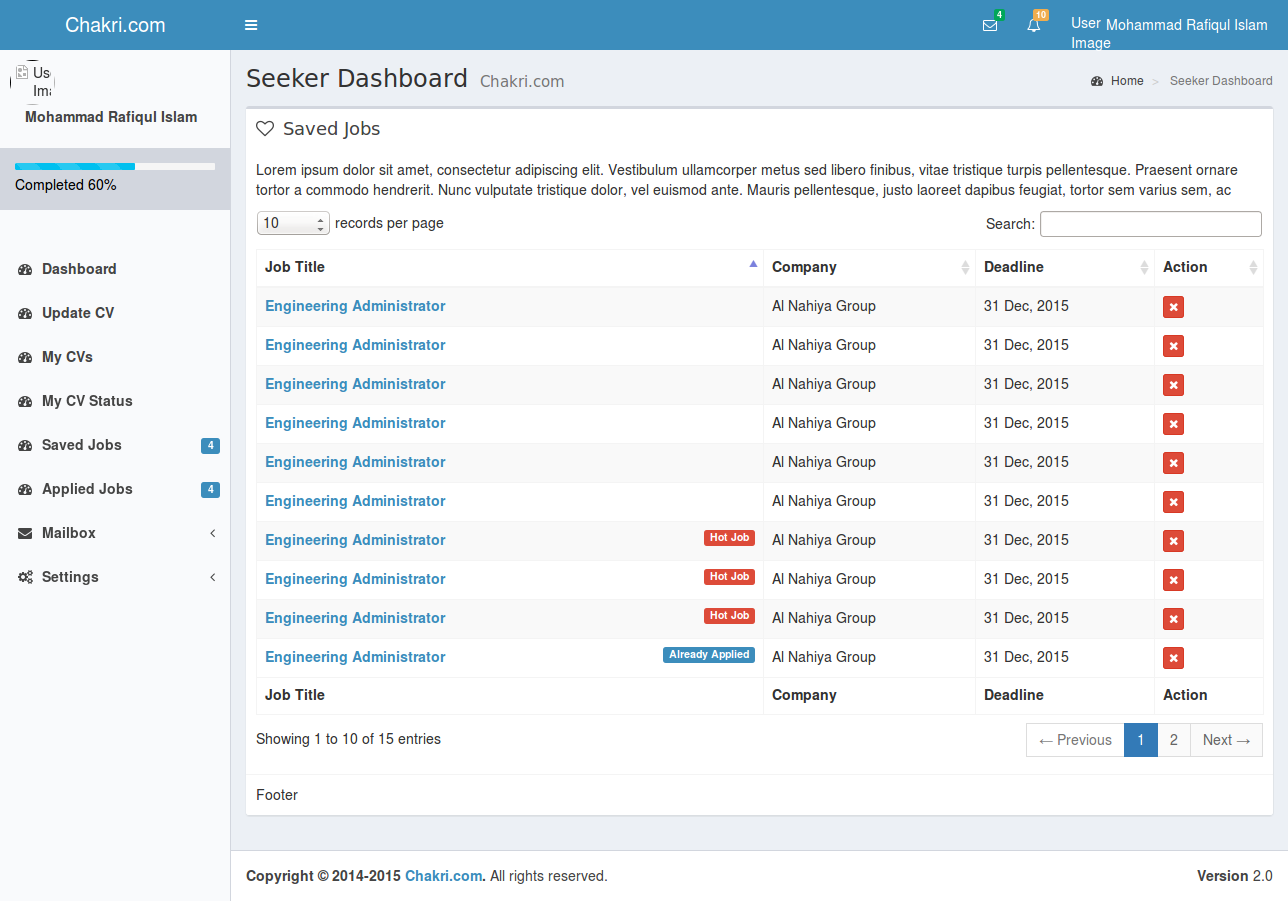 Chakri.com
4
10
User Image
Mohammad Rafiqul Islam
Mohammad Rafiqul Islam
Completed 60%
Dashboard
Update CV
My CVs
My CV Status
Saved Jobs 4
Applied Jobs 4
Mailbox
Settings
Seeker Dashboard Chakri.com
Home > Seeker Dashboard
Saved Jobs
Lorem ipsum dolor sit amet, consectetur adipiscing elit. Vestibulum ullamcorper metus sed libero finibus, vitae tristique turpis pellentesque. Praesent ornare
tortor a commodo hendrerit. Nunc vulputate tristique dolor, vel euismod ante. Mauris pellentesque, justo laoreet dapibus feugiat, tortor sem varius sem, ac
10 records per page
Search:
Job Title Company Deadline Action
Engineering Administrator Al Nahiya Group 31 Dec, 2015
Engineering Administrator Al Nahiya Group 31 Dec, 2015
Engineering Administrator Al Nahiya Group 31 Dec, 2015
Engineering Administrator Al Nahiya Group 31 Dec, 2015
Engineering Administrator Al Nahiya Group 31 Dec, 2015
Engineering Administrator Al Nahiya Group 31 Dec, 2015
Engineering Administrator Hot Job Al Nahiya Group 31 Dec, 2015
Engineering Administrator Hot Job Al Nahiya Group 31 Dec, 2015
Engineering Administrator Hot Job Al Nahiya Group 31 Dec, 2015
Engineering Administrator Already Applied Al Nahiya Group 31 Dec, 2015
Job Title Company Deadline Action
Showing 1 to 10 of 15 entries
← Previous 1 2 Next →
Footer
Copyright © 2014-2015 Chakri.com. All rights reserved.
Version 2.0